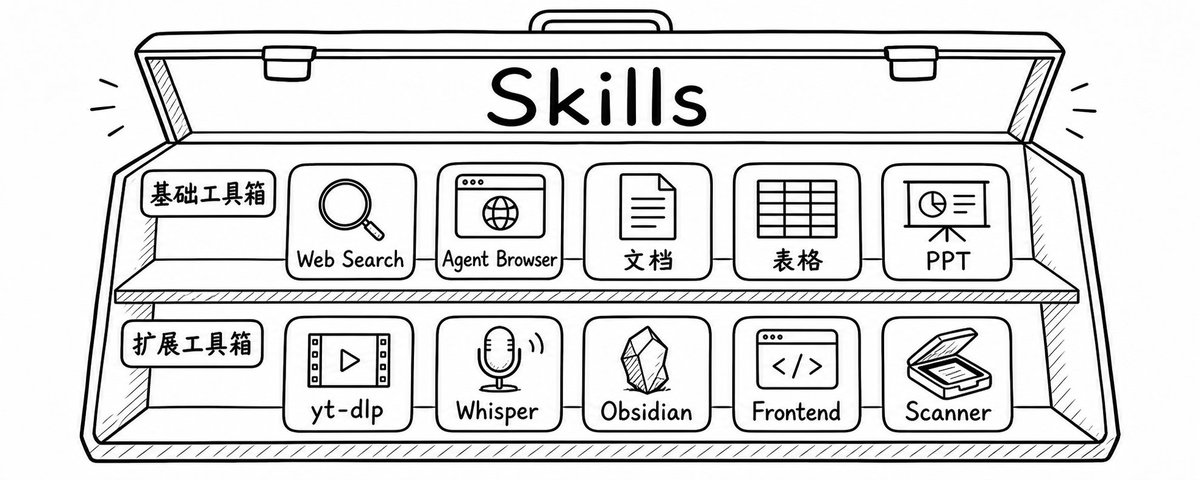 Skills
基础工具箱
Web Search
Agent Browser
文档
表格
PPT
扩展工具箱
yt-dlp
Whisper
Obsidian
</>
Frontend
Scanner